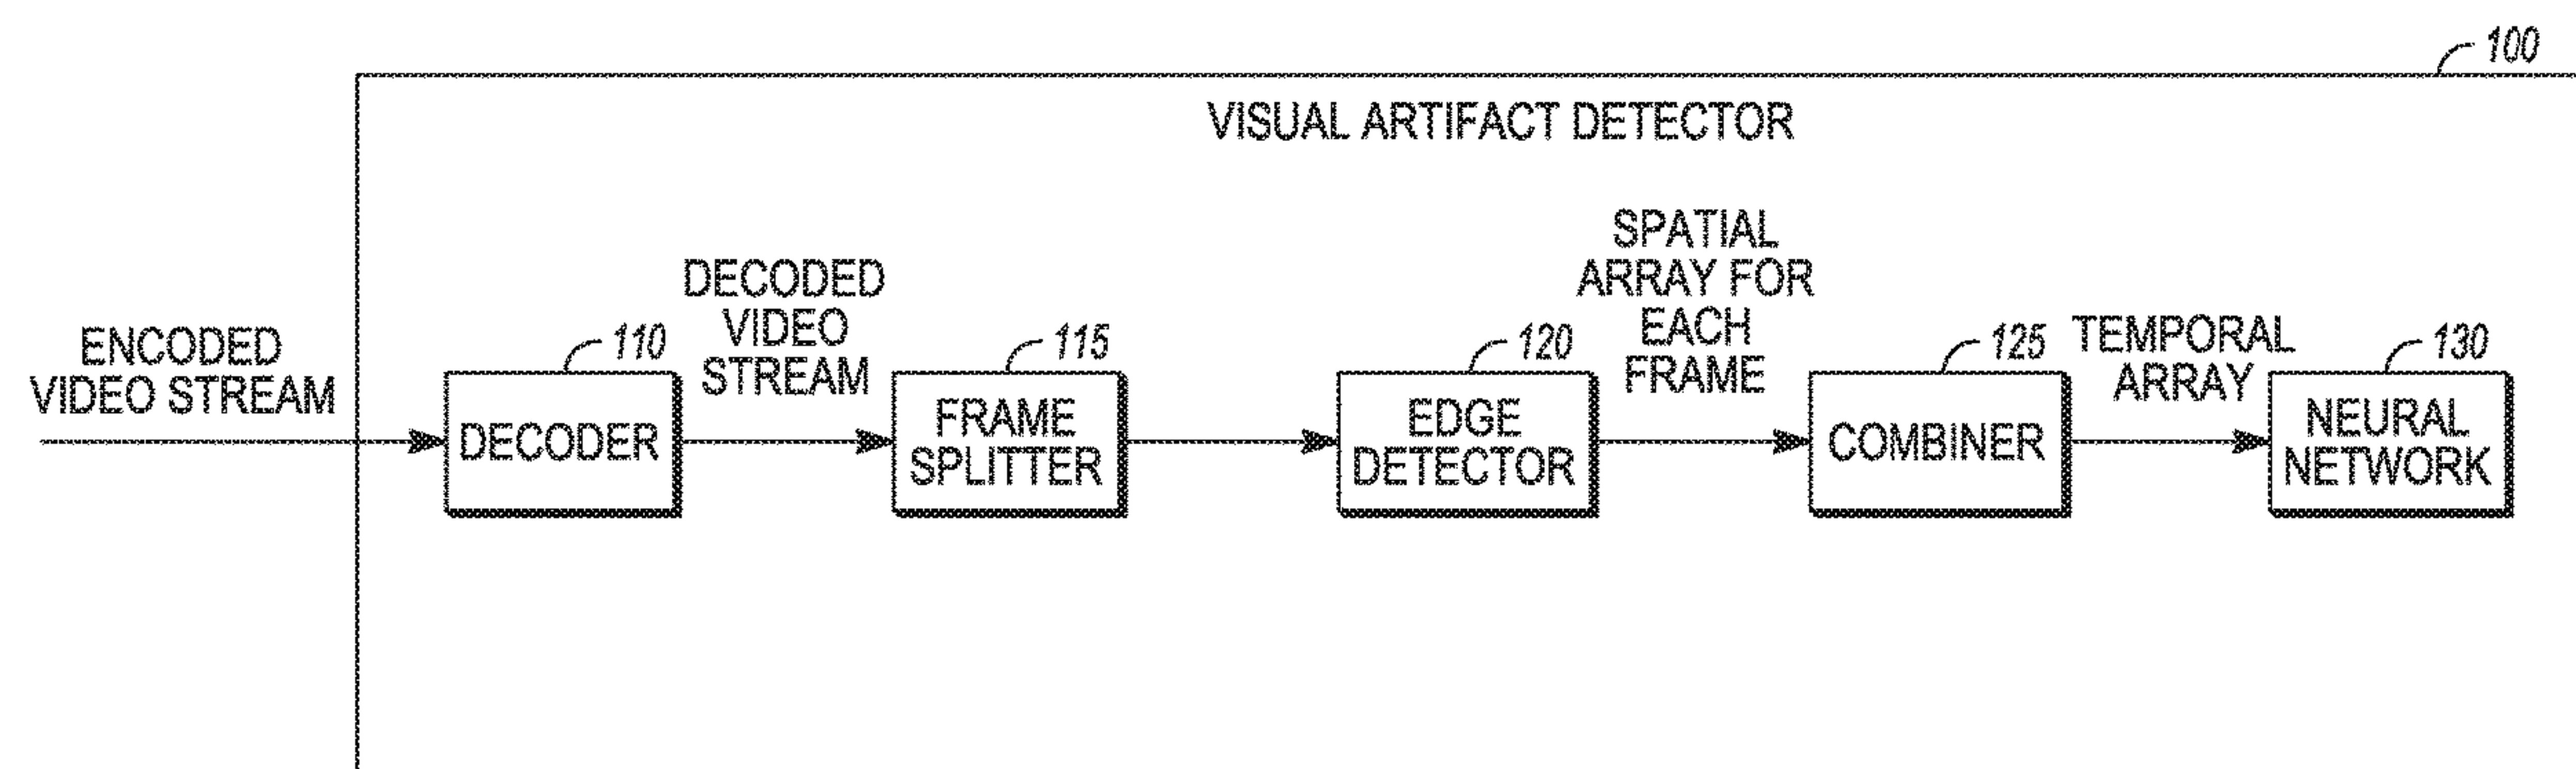 100
VISUAL ARTIFACT DETECTOR
ENCODED
VIDEO STREAM
110
DECODER
DECODED
VIDEO
STREAM
115
FRAME
SPLITTER
120
EDGE
DETECTOR
SPATIAL
ARRAY FOR
EACH
FRAME
125
COMBINER
TEMPORAL
ARRAY
130
NEURAL
NETWORK